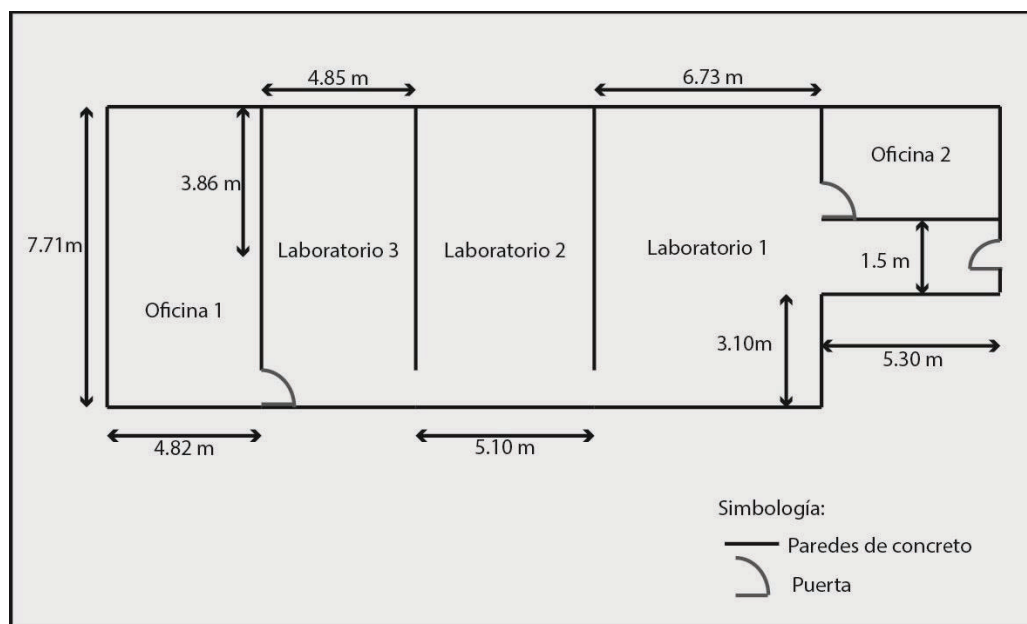 4.85 m
6.73 m
Oficina 2
3.86 m
7.71m
Laboratorio 3
Laboratorio 2
Laboratorio 1
1.5 m
Oficina 1
3.10m
5.30 m
4.82 m
5.10 m
Simbología:
Paredes de concreto
Puerta